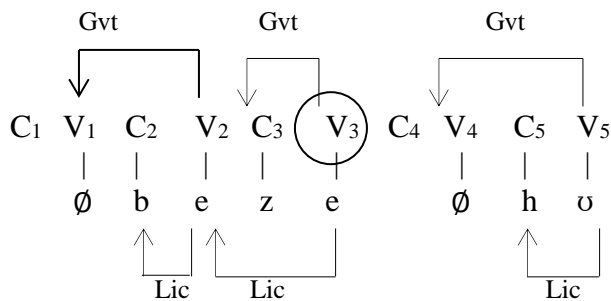 Gvt Gvt Gvt
C1 V1 C2 V2 C3 V3 C4 V4 C5 V5
∅ b e z e ∅ h ʊ
Lic Lic Lic